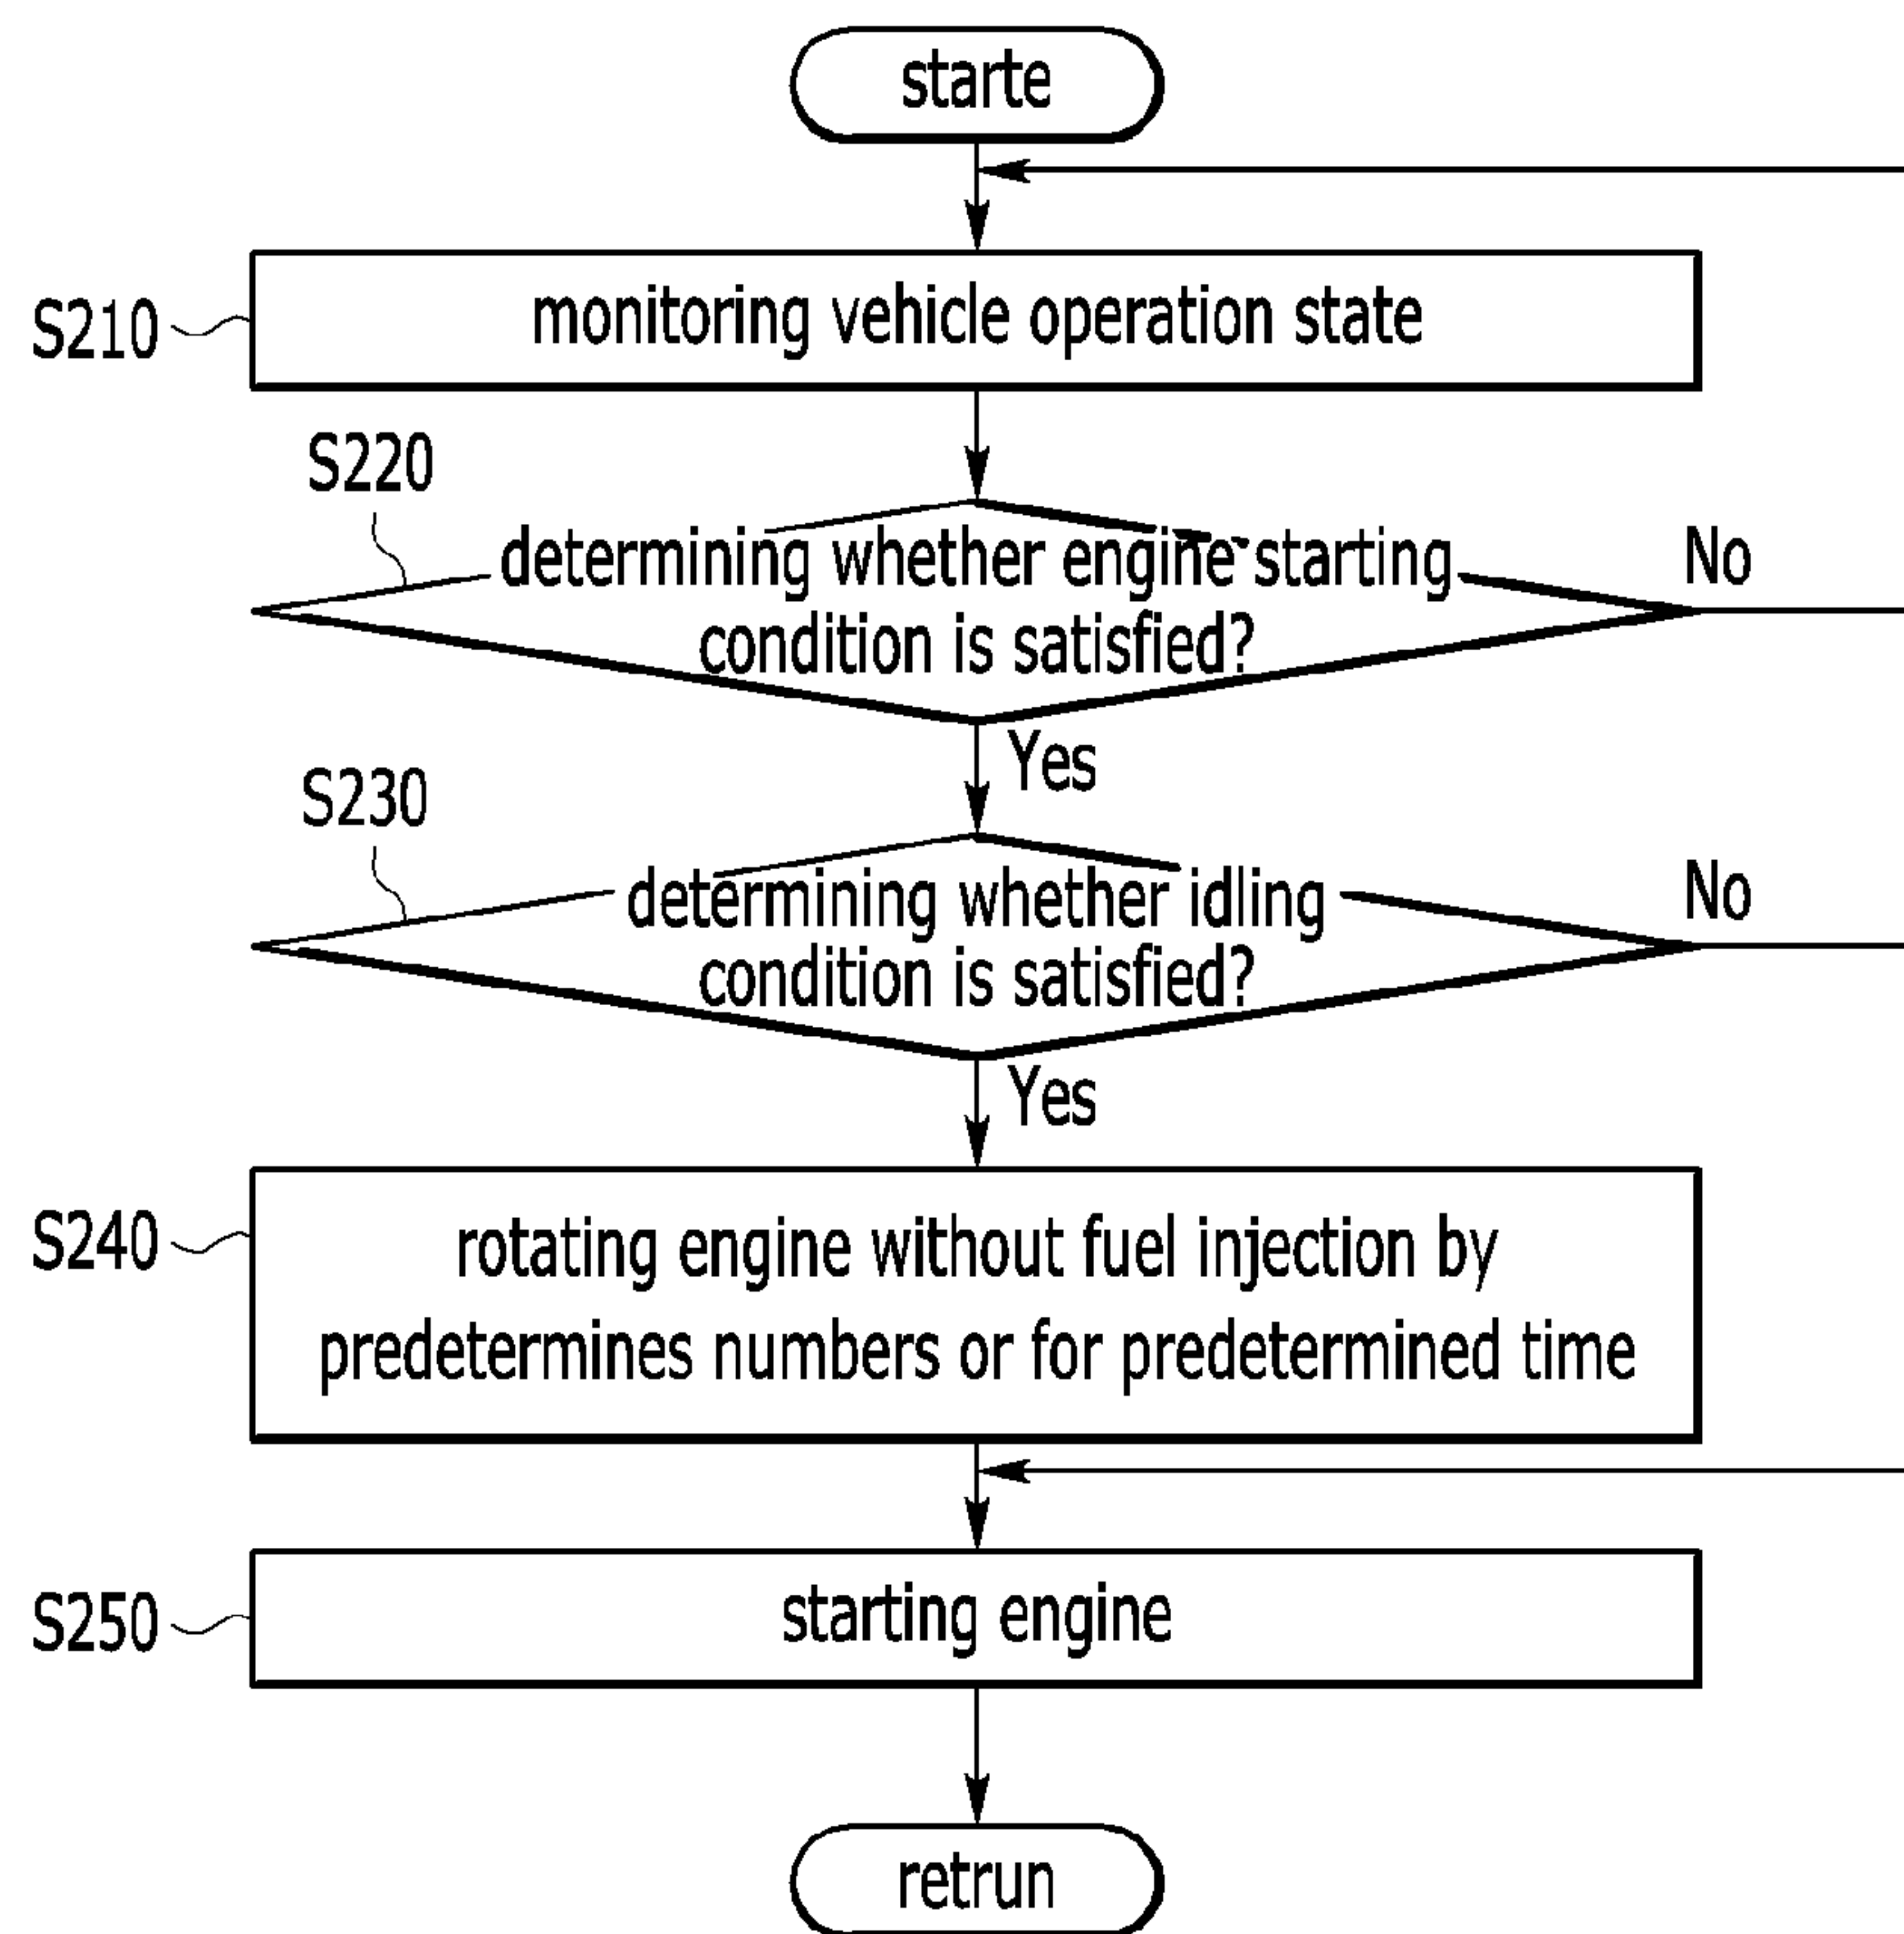 starte
S210
monitoring vehicle operation state
S220
determining whether engine starting
condition is satisfied?
No
Yes
S230
determining whether idling
condition is satisfied?
No
Yes
S240
rotating engine without fuel injection by
predetermines numbers or for predetermined time
S250
starting engine
retrun